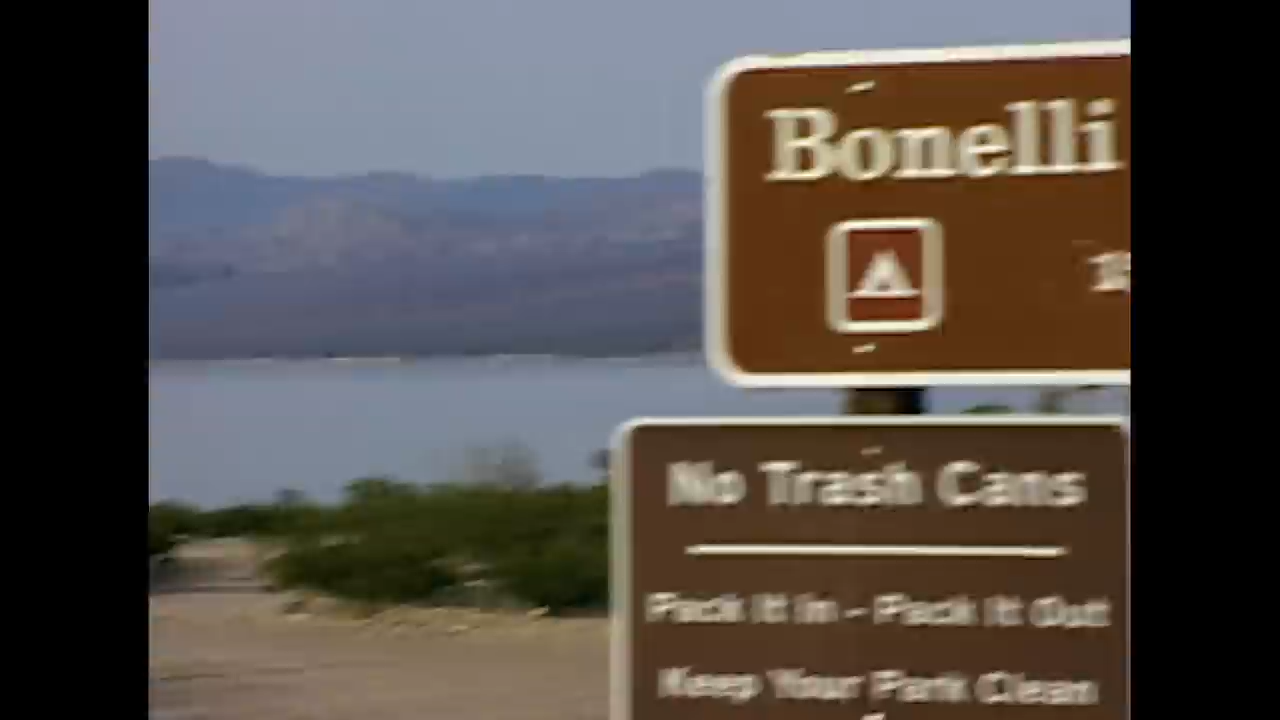 Bonelli
No Trash Cans
Pack It In - Pack It Out
Keep Your Park Clean